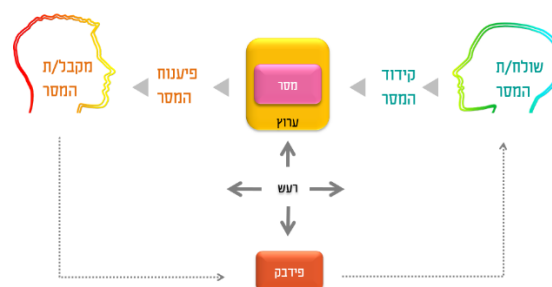 שולח/ת
המסר
קידוד
המסר
מסר
ערוץ
פיענוח
המסר
מקבל/ת
המסר
רעש
פידבק